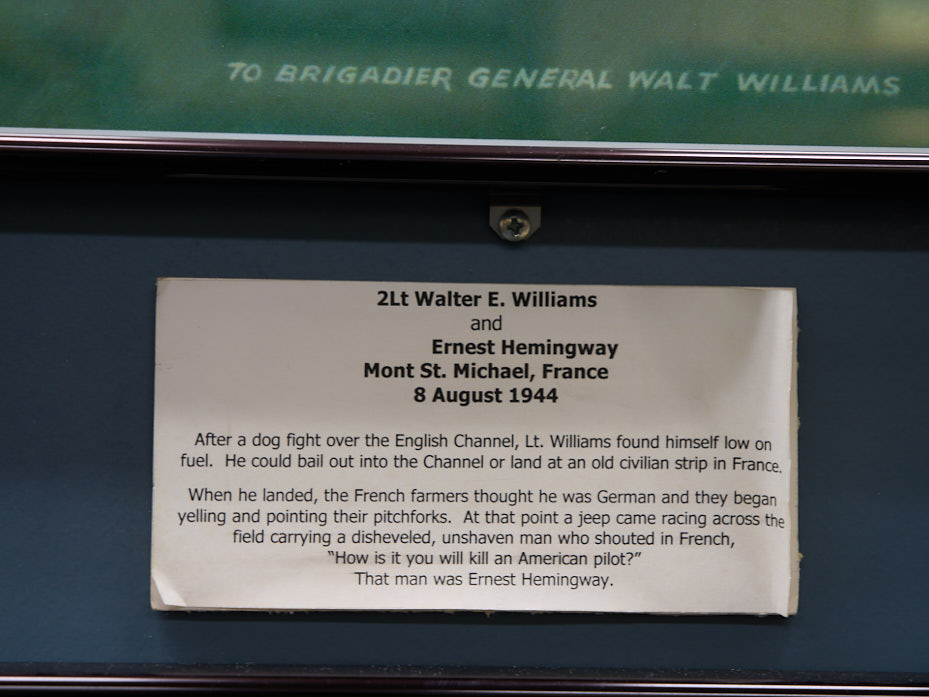 TO BRIGADIER GENERAL WALT WILLIAMS
2Lt Walter E. Williams
and
Ernest Hemingway
Mont St. Michael, France
8 August 1944
After a dog fight over the English Channel, Lt. Williams found himself low on
fuel. He could bail out into the Channel or land at an old civilian strip in France.
When he landed, the French farmers thought he was German and they began
yelling and pointing their pitchforks. At that point a jeep came racing across the
field carrying a disheveled, unshaven man who shouted in French,
“How is it you will kill an American pilot?”
That man was Ernest Hemingway.